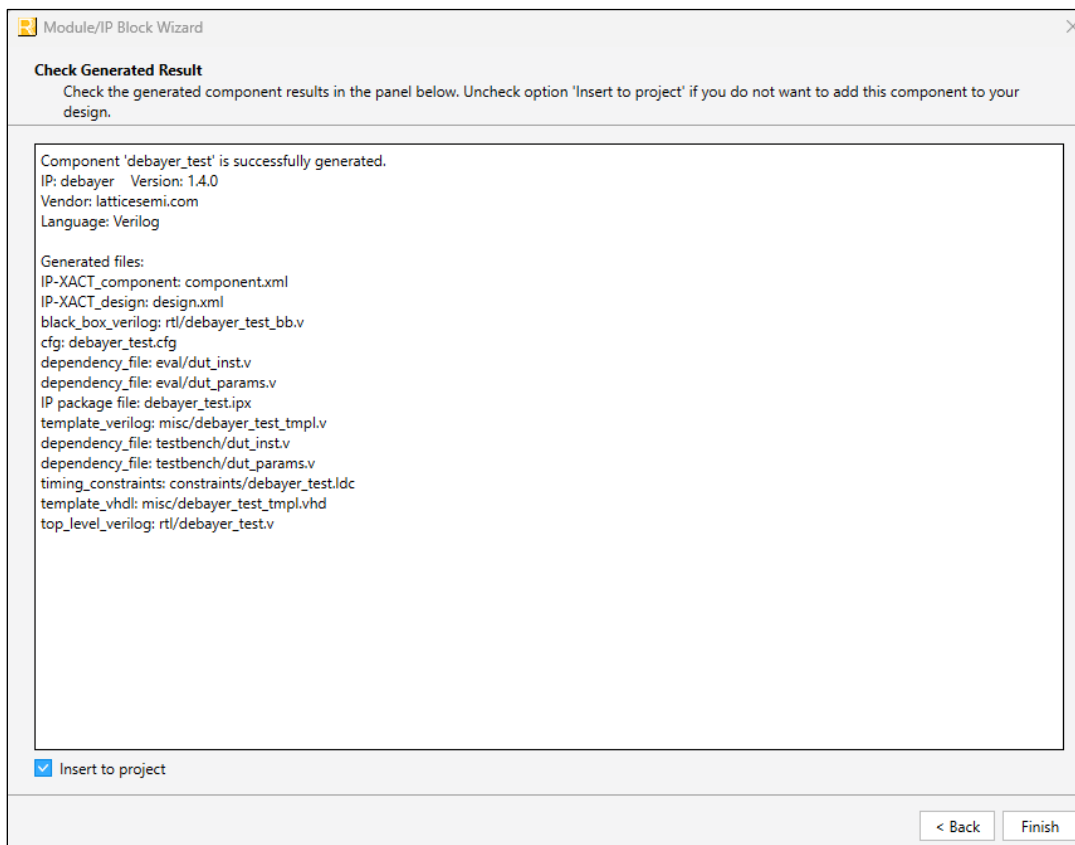 Module/IP Block Wizard
Check Generated Result
Check the generated component results in the panel below. Uncheck option 'Insert to project' if you do not want to add this component to your
design.
Component 'debayer_test' is successfully generated.
IP: debayer    Version: 1.4.0
Vendor: latticesemi.com
Language: Verilog
Generated files:
IP-XACT_component: component.xml
IP-XACT_design: design.xml
black_box_verilog: rtl/debayer_test_bb.v
cfg: debayer_test.cfg
dependency_file: eval/dut_inst.v
dependency_file: eval/dut_params.v
IP package file: debayer_test.ipx
template_verilog: misc/debayer_test_tmpl.v
dependency_file: testbench/dut_inst.v
dependency_file: testbench/dut_params.v
timing_constraints: constraints/debayer_test.ldc
template_vhdl: misc/debayer_test_tmpl.vhd
top_level_verilog: rtl/debayer_test.v
Insert to project
< Back    Finish